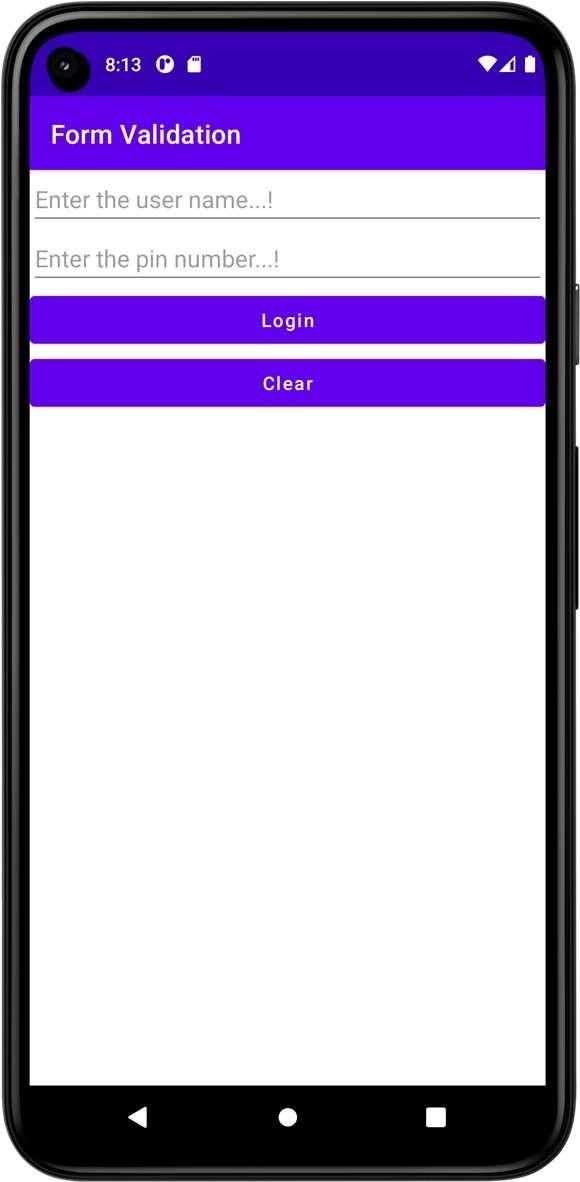 8:13
Form Validation
Enter the user name...!
Enter the pin number...!
Login
Clear